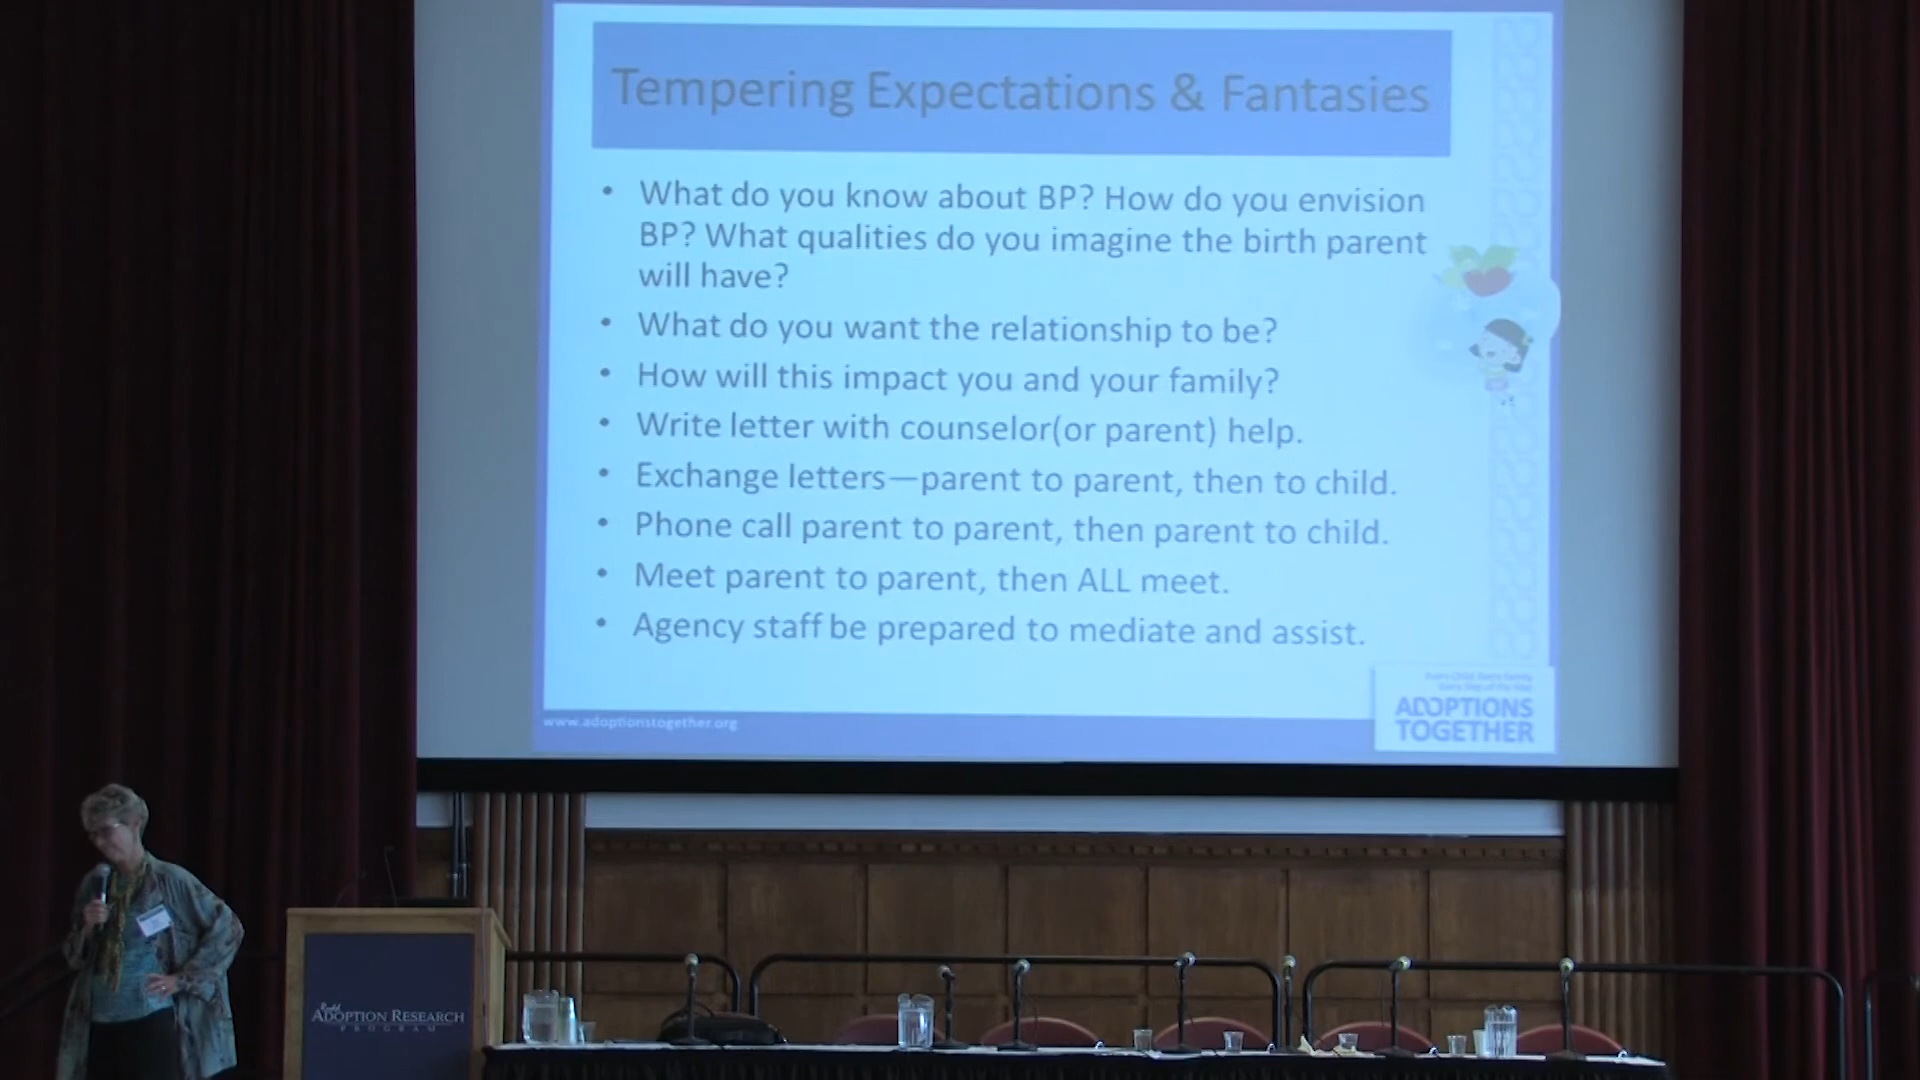 Tempering Expectations & Fantasies
• What do you know about BP? How do you envision
BP? What qualities do you imagine the birth parent
will have?
• What do you want the relationship to be?
• How will this impact you and your family?
• Write letter with counselor(or parent) help.
• Exchange letters—parent to parent, then to child.
• Phone call parent to parent, then parent to child.
• Meet parent to parent, then ALL meet.
• Agency staff be prepared to mediate and assist.
www.adoptionstogether.org
ADOPTIONS
TOGETHER
Rudd
ADOPTION RESEARCH
PROGRAM